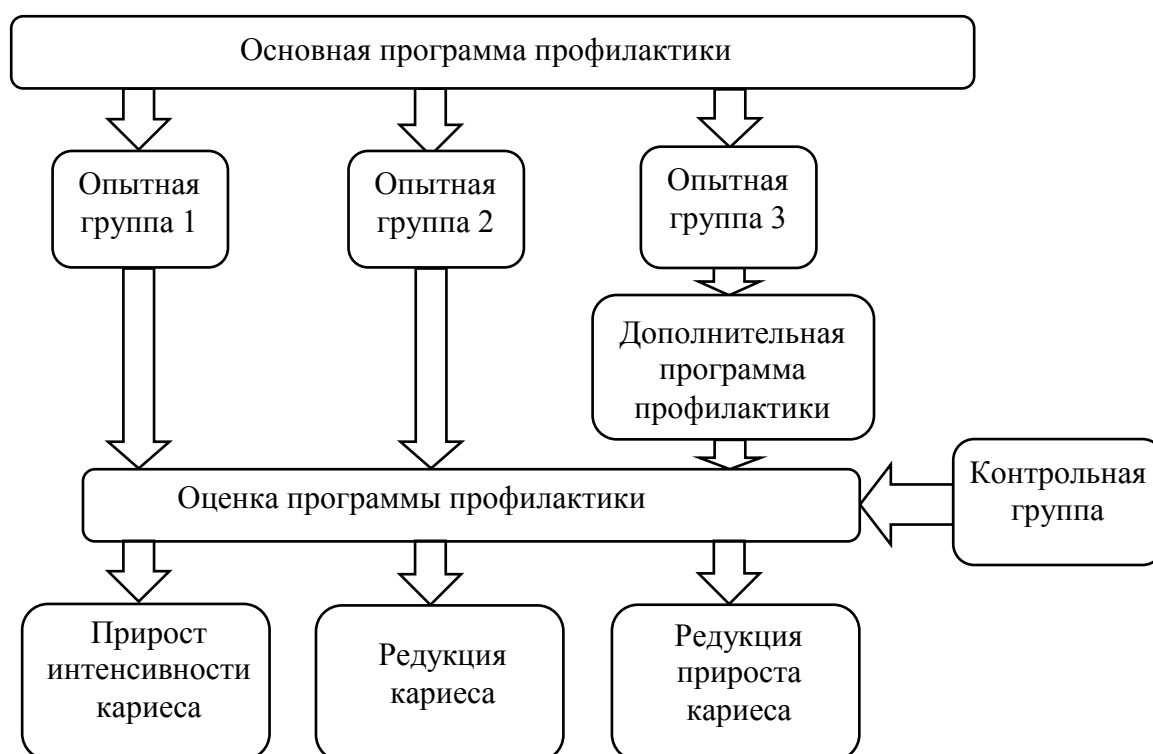 Основная программа профилактики
Опытная
группа 1
Опытная
группа 2
Опытная
группа 3
Дополнительная
программа
профилактики
Оценка программы профилактики
Контрольная
группа
Прирост
интенсивности
кариеса
Редукция
кариеса
Редукция
прироста
кариеса